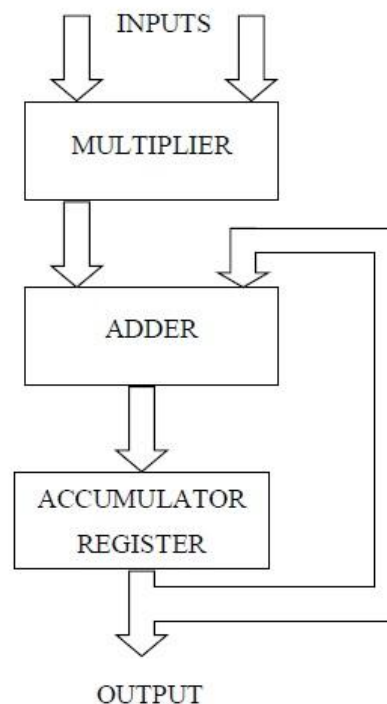 INPUTS
MULTIPLIER
ADDER
ACCUMULATOR
REGISTER
OUTPUT